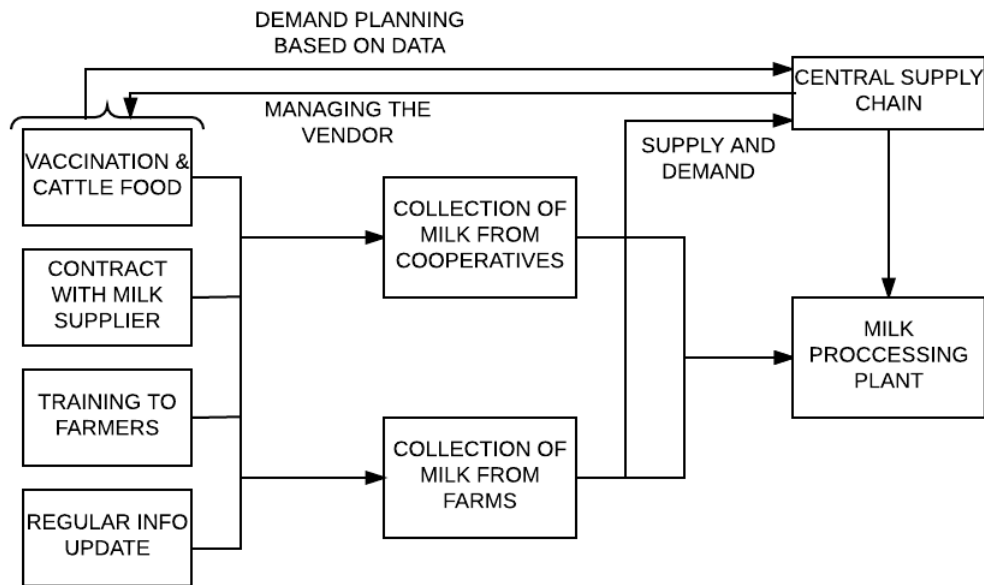 DEMAND PLANNING
BASED ON DATA
CENTRAL SUPPLY
CHAIN
MANAGING THE
VENDOR
SUPPLY AND
DEMAND
VACCINATION &
CATTLE FOOD
COLLECTION OF
MILK FROM
COOPERATIVES
CONTRACT
WITH MILK
SUPPLIER
MILK
PROCCESSING
PLANT
TRAINING TO
FARMERS
COLLECTION OF
MILK FROM
FARMS
REGULAR INFO
UPDATE